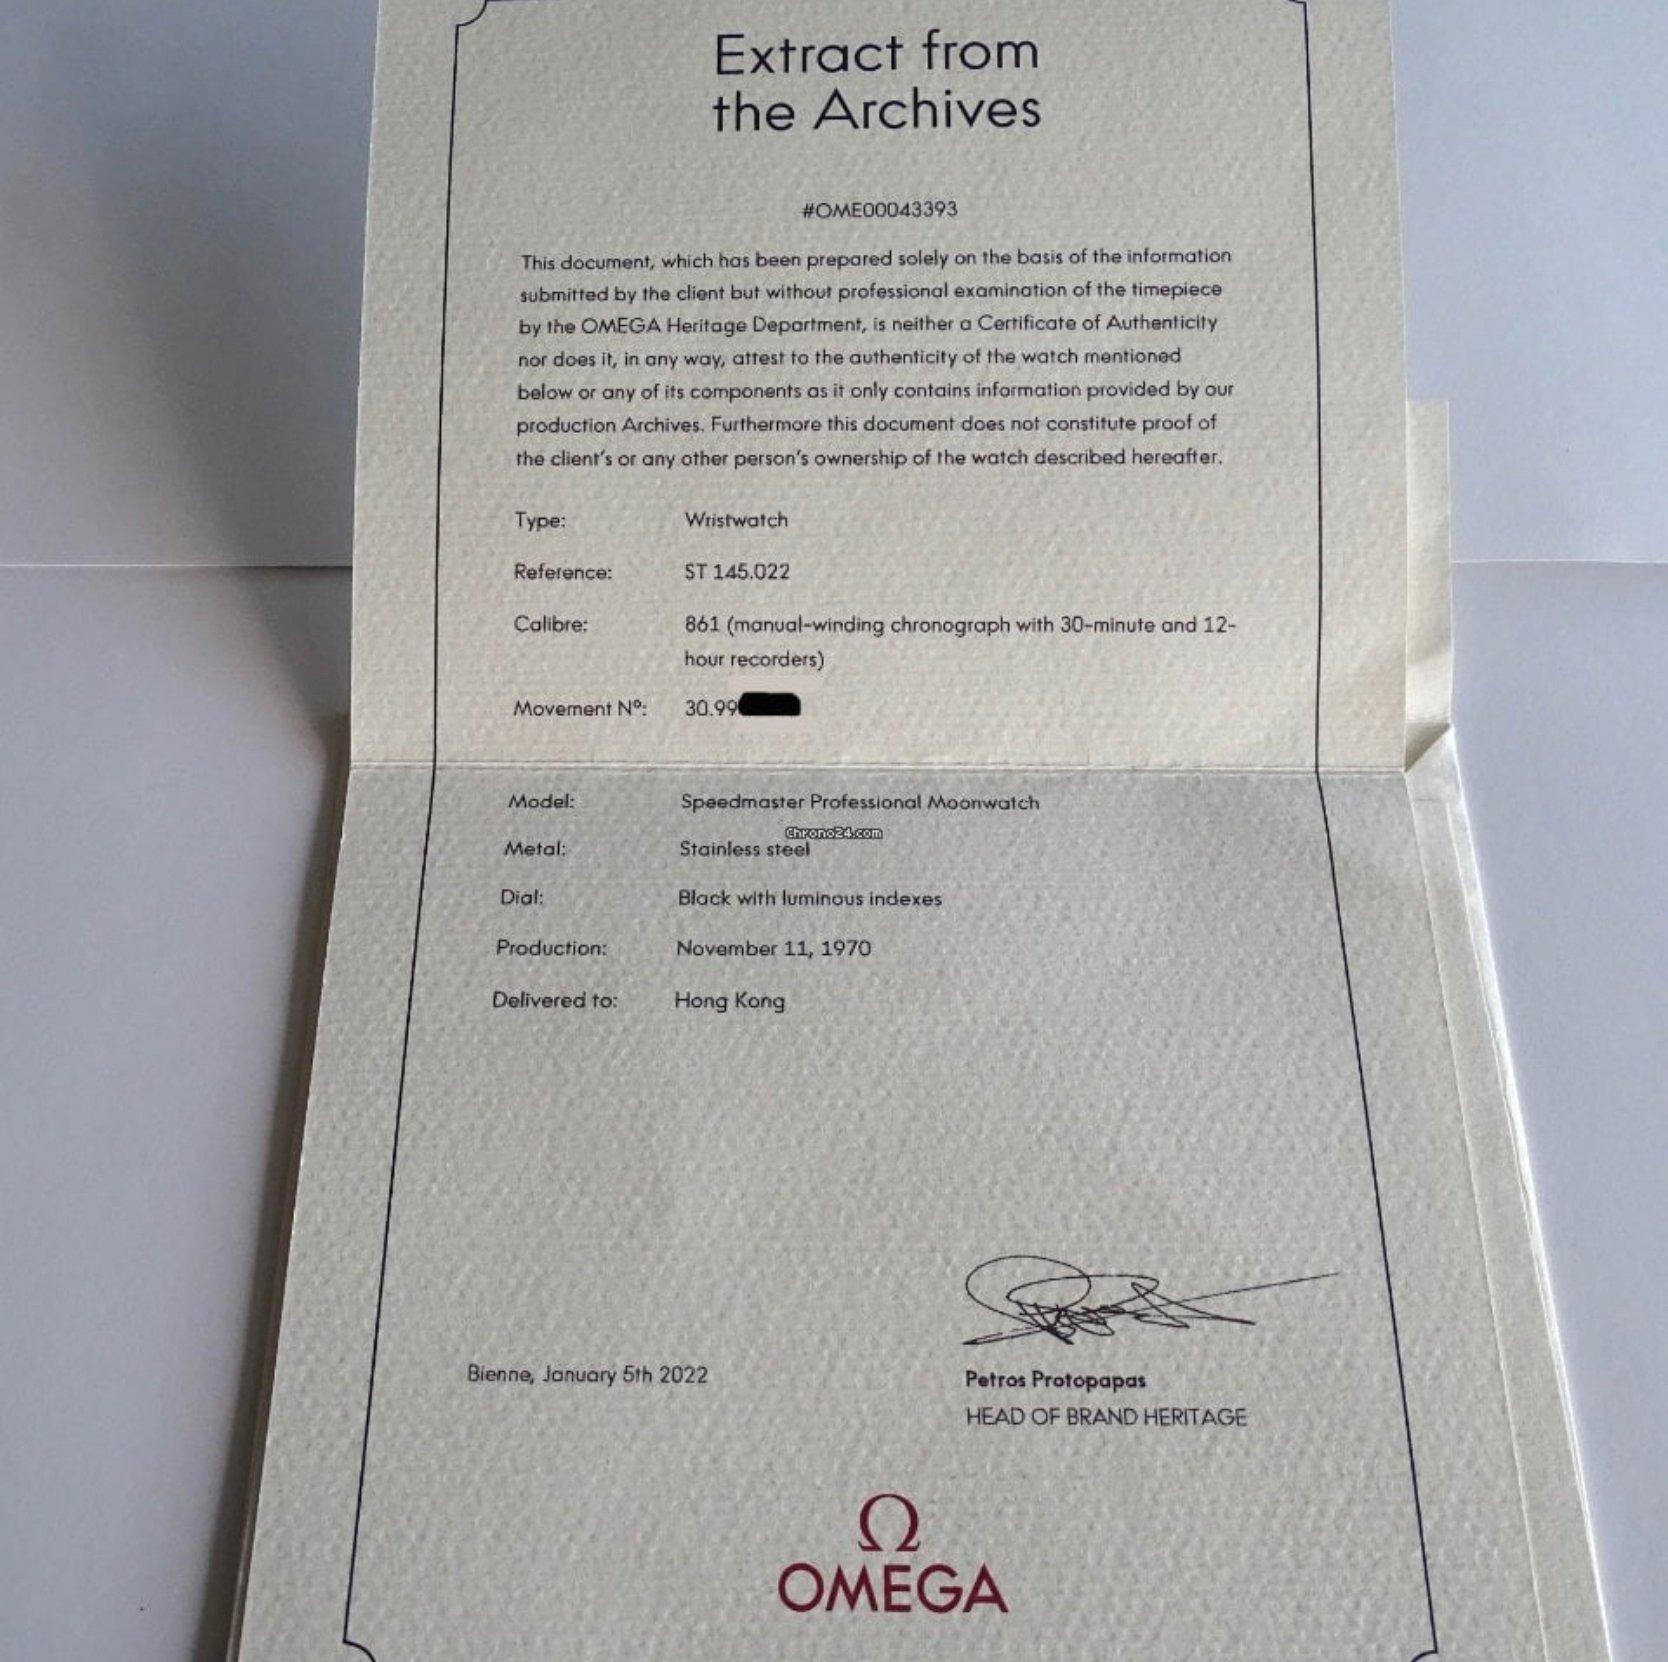 Extract from
the Archives
#OME00043393
This document, which has been prepared solely on the basis of the information
submitted by the client but without professional examination of the timepiece
by the OMEGA Heritage Department, is neither a Certificate of Authenticity
nor does it, in any way, attest to the authenticity of the watch mentioned
below or any of its components as it only contains information provided by our
production Archives. Furthermore this document does not constitute proof of
the client's or any other person's ownership of the watch described hereafter.
Type: Wristwatch
Reference: ST 145.022
Calibre: 861 (manual-winding chronograph with 30-minute and 12-
hour recorders)
Movement Nº: 30.99
Model: Speedmaster Professional Moonwatch
Chrono24.com
Metal: Stainless steel
Dial: Black with luminous indexes
Production: November 11, 1970
Delivered to: Hong Kong
Bienne, January 5th 2022
Petros Protopapas
HEAD OF BRAND HERITAGE
Ω
OMEGA